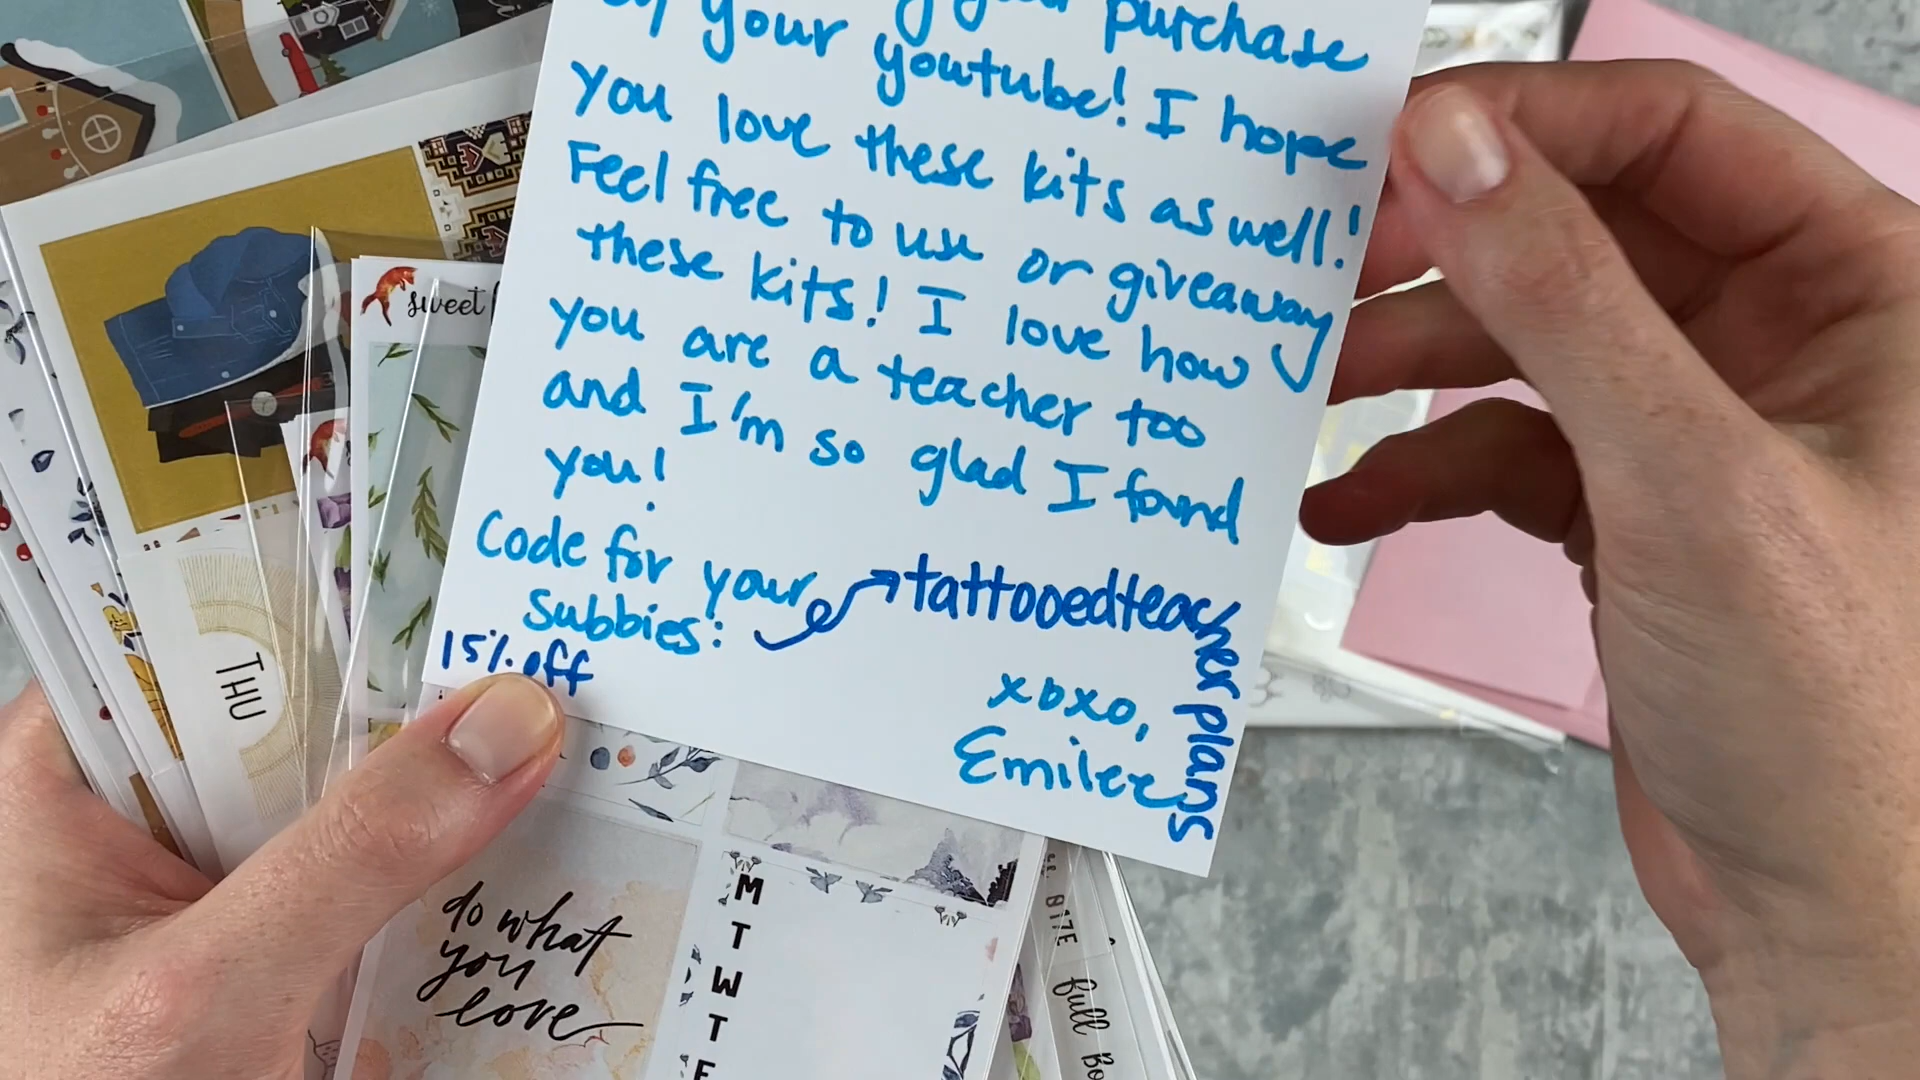 purchase
your youtube! I hope
you love these kits as well!
Feel free to use or giveaway
these kits! I love how
you are a teacher too
and I'm so glad I found
you!
Code for your
subbies:
tattooedteacherplans
15% off
xoxo,
Emilee
sweet
THU
do what
you
love
M
T
W
T
F
full Bo